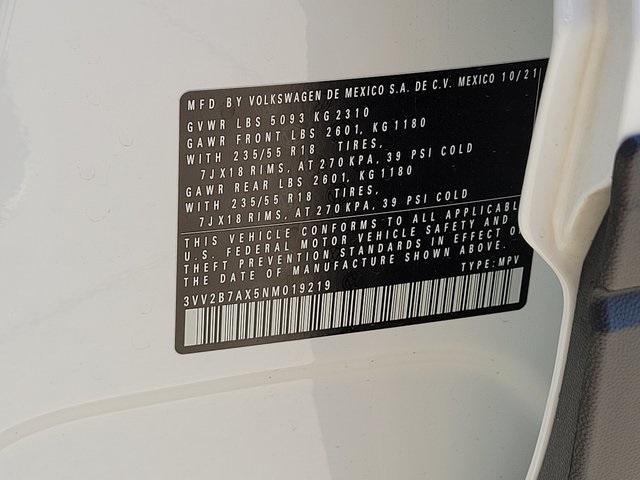 MFD BY VOLKSWAGEN DE MEXICO S.A. DE C.V. MEXICO 10/21
GVWR LBS 5093 KG 2310
GAWR FRONT LBS 2601, KG 1180
WITH 235/55 R18 TIRES,
7JX18 RIMS, AT 270 KPA, 39 PSI COLD
GAWR REAR LBS 2601, KG 1180
WITH 235/55 R18 TIRES,
7JX18 RIMS, AT 270 KPA, 39 PSI COLD
THIS VEHICLE CONFORMS TO ALL APPLICABL
U.S. FEDERAL MOTOR VEHICLE SAFETY AND
THEFT PREVENTION STANDARDS IN EFFECT O
THE DATE OF MANUFACTURE SHOWN ABOVE.
3VV2B7AX5NM019219 TYPE: MPV